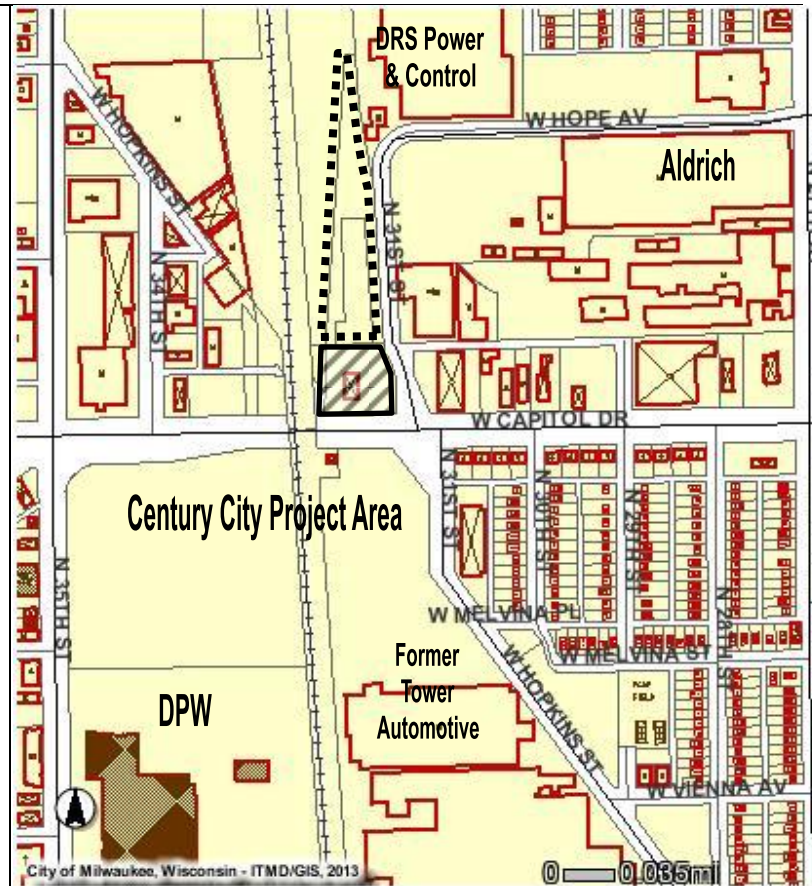 DRS Power
& Control
W HOPE AV
W HOPKINS ST
Aldrich
N 31ST ST
N 34TH ST
W CAPITOL DR
Century City Project Area
N 31ST ST
N 30TH ST
N 29TH ST
N 28TH ST
N 35TH ST
W MELVINA PL
W MELVINA ST
W HOPKINS ST
Former
Tower
Automotive
DPW
FIELD
W VIENNA AV
City of Milwaukee, Wisconsin - ITMD/GIS, 2013
0 0.035mi